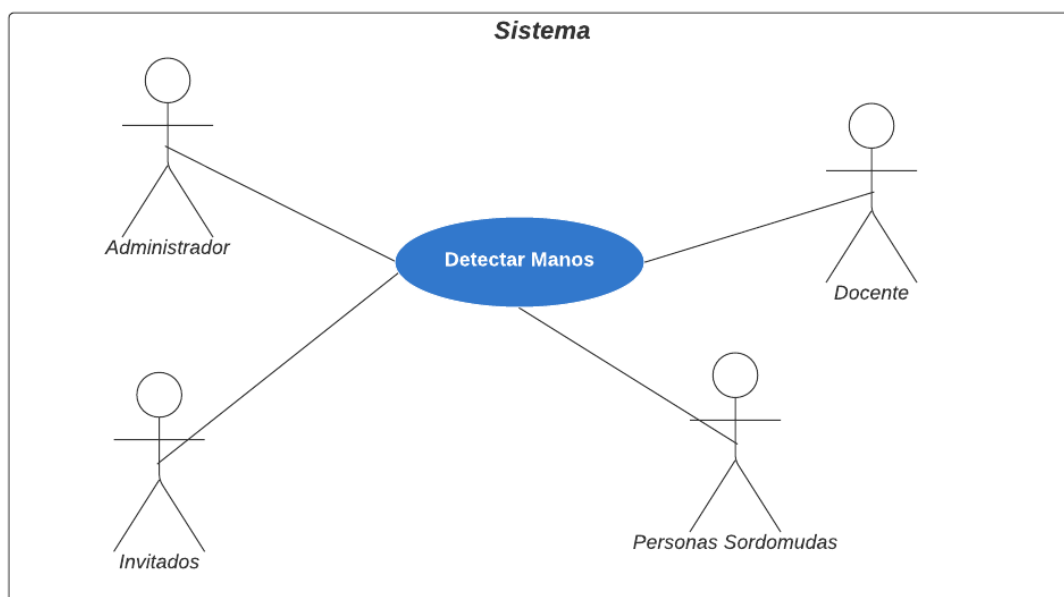 Sistema
Administrador
Detectar Manos
Docente
Invitados
Personas Sordomudas